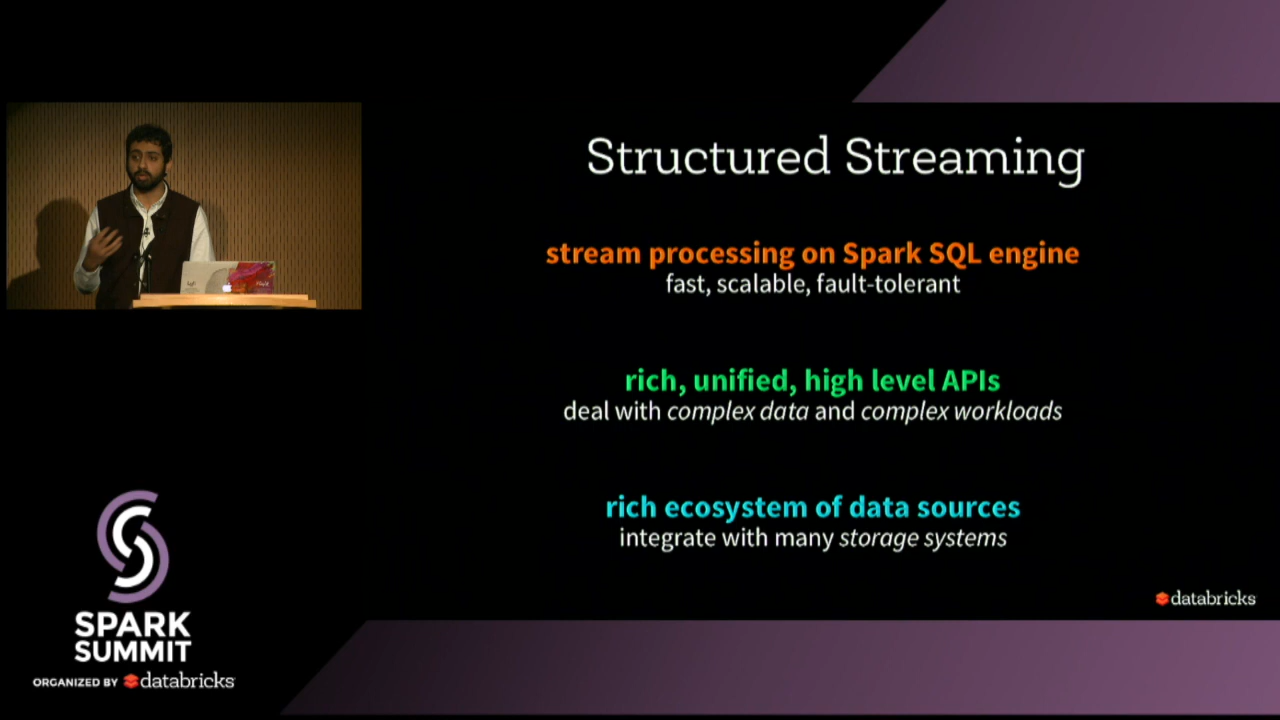 Structured Streaming
stream processing on Spark SQL engine
fast, scalable, fault-tolerant
rich, unified, high level APIs
deal with complex data and complex workloads
rich ecosystem of data sources
integrate with many storage systems
databricks
SPARK
SUMMIT
ORGANIZED BY databricks